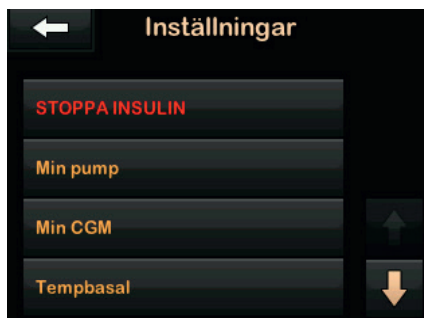 Inställningar
STOPPA INSULIN
Min pump
Min CGM
Tempbasal